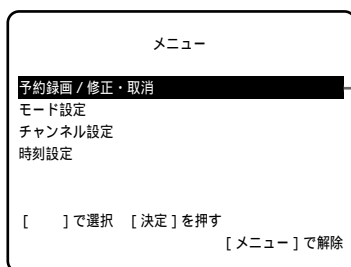 メニュー
予約録画 / 修正・取消
モード設定
チャンネル設定
時刻設定
[　　] で選択　[ 決定 ] を押す
[ メニュー ] で解除